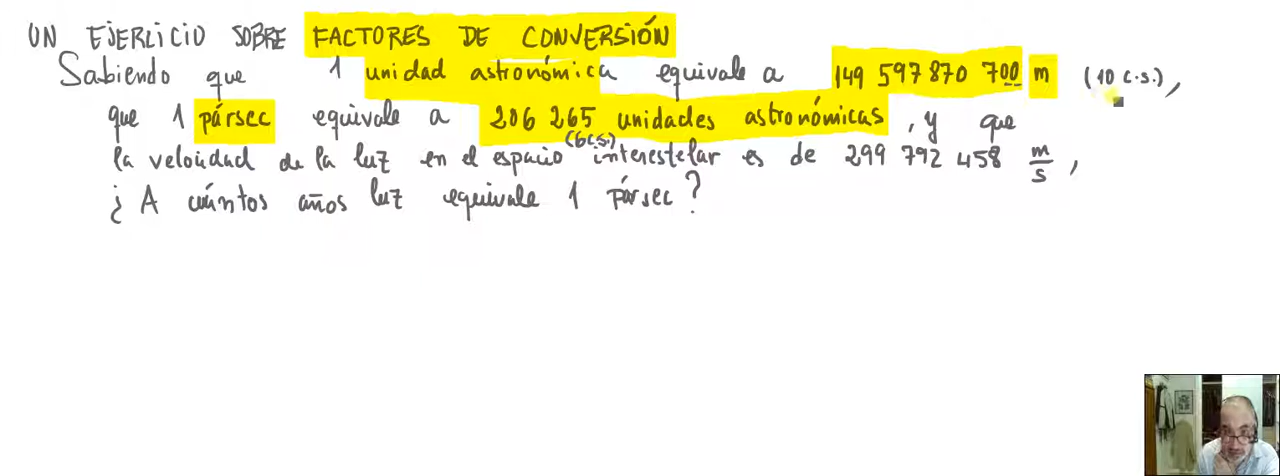 UN EJERCICIO SOBRE FACTORES DE CONVERSIÓN
Sabiendo que 1 unidad astronómica equivale a 149 597 870 700 m (10 c.s.),
que 1 pársec equivale a 206 265 unidades astronómicas, y que
(6 c.s.)
la velocidad de la luz en el espacio interestelar es de 299 792 458 m/s,
¿A cuántos años luz equivale 1 pársec?